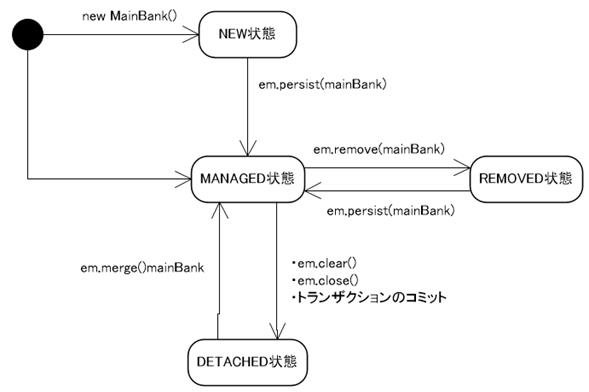 new MainBank()
NEW状態
em.persist(mainBank)
em.remove(mainBank)
MANAGED状態
REMOVED状態
em.persist(mainBank)
em.merge()mainBank
・em.clear()
・em.close()
・トランザクションのコミット
DETACHED状態